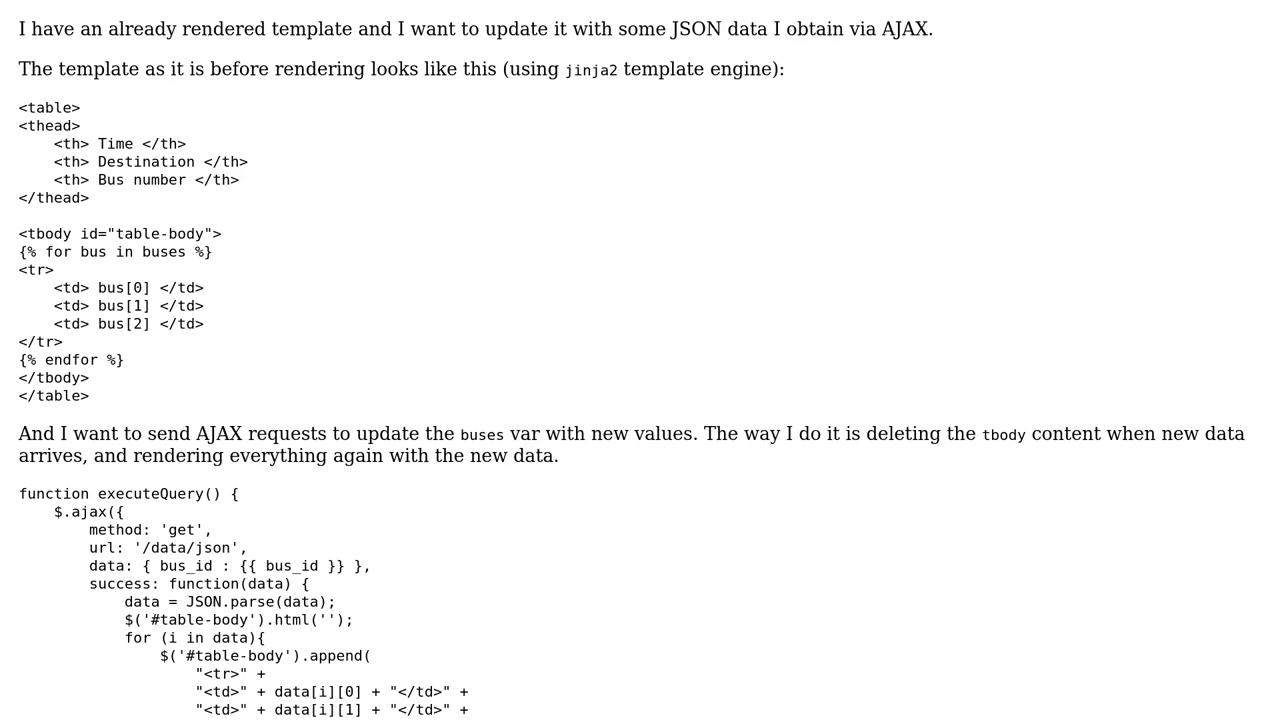 I have an already rendered template and I want to update it with some JSON data I obtain via AJAX.
The template as it is before rendering looks like this (using jinja2 template engine):
<table>
<thead>
    <th> Time </th>
    <th> Destination </th>
    <th> Bus number </th>
</thead>

<tbody id="table-body">
{% for bus in buses %}
<tr>
    <td> bus[0] </td>
    <td> bus[1] </td>
    <td> bus[2] </td>
</tr>
{% endfor %}
</tbody>
</table>
And I want to send AJAX requests to update the buses var with new values. The way I do it is deleting the tbody content when new data
arrives, and rendering everything again with the new data.
function executeQuery() {
    $.ajax({
        method: 'get',
        url: '/data/json',
        data: { bus_id : {{ bus_id }} },
        success: function(data) {
            data = JSON.parse(data);
            $('#table-body').html('');
            for (i in data){
                $('#table-body').append(
                    "<tr>" +
                    "<td>" + data[i][0] + "</td>" +
                    "<td>" + data[i][1] + "</td>" +